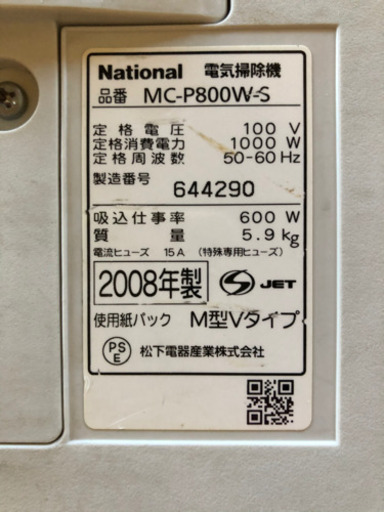 National 電気掃除機
品番 MC-P800W-S
定格電圧 100 V
定格消費電力 1000 W
定格周波数 50-60 Hz
製造番号 644290
吸込仕事率 600 W
質量 5.9 kg
電流ヒューズ 15A (特殊専用ヒューズ)
2008年製 S JET
使用紙パック M型Vタイプ
PS E 松下電器産業株式会社